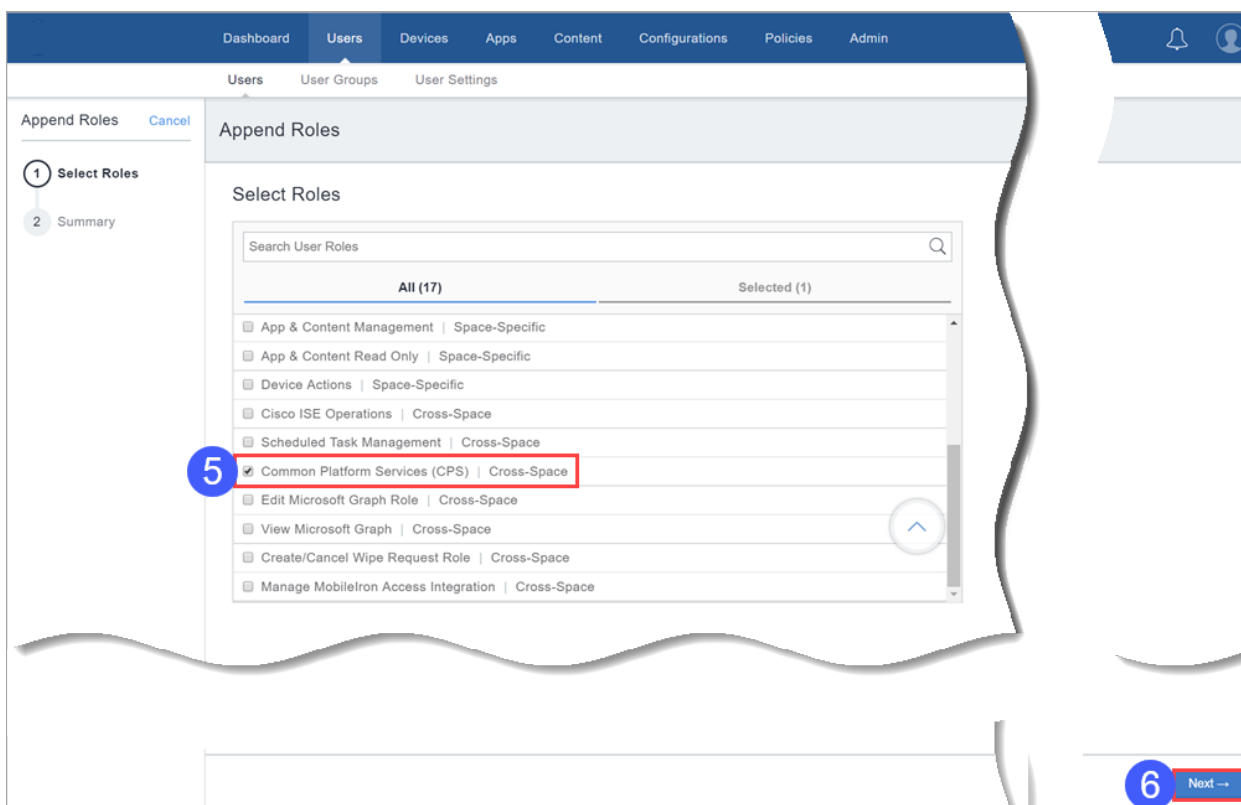 Dashboard Users Devices Apps Content Configurations Policies Admin
Users User Groups User Settings
Append Roles Cancel
Append Roles
1 Select Roles
2 Summary
Select Roles
Search User Roles
All (17) Selected (1)
App & Content Management | Space-Specific
App & Content Read Only | Space-Specific
Device Actions | Space-Specific
Cisco ISE Operations | Cross-Space
Scheduled Task Management | Cross-Space
5 Common Platform Services (CPS) | Cross-Space
Edit Microsoft Graph Role | Cross-Space
View Microsoft Graph | Cross-Space
Create/Cancel Wipe Request Role | Cross-Space
Manage MobileIron Access Integration | Cross-Space
6 Next →